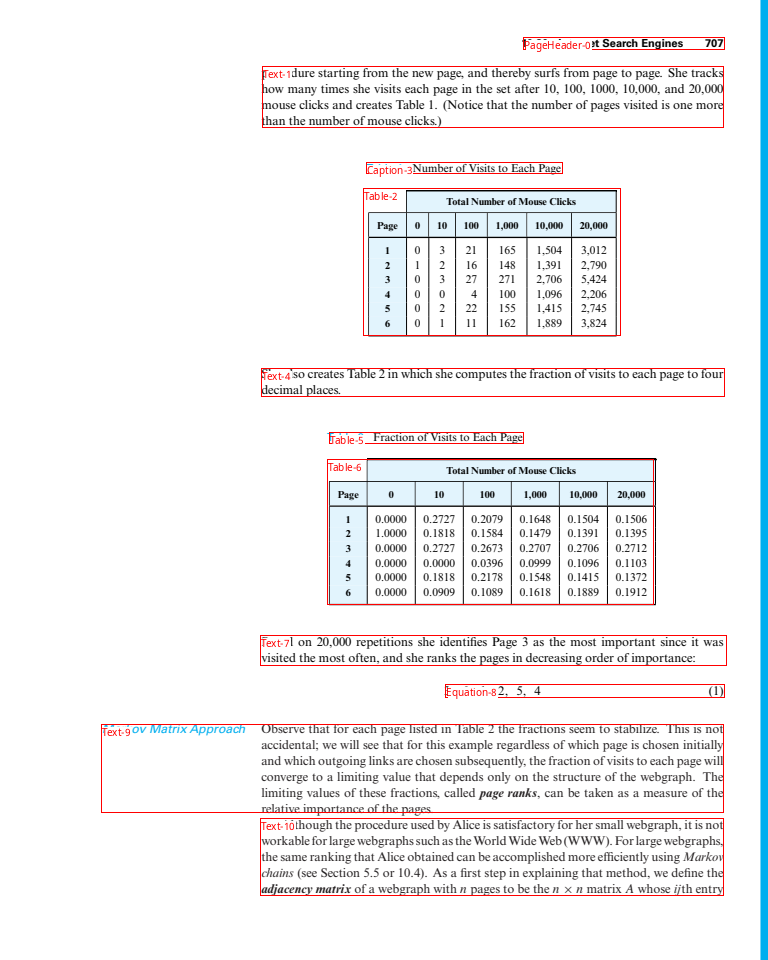 PageHeader-0 et Search Engines 707
Text-1 dure starting from the new page, and thereby surfs from page to page. She tracks
how many times she visits each page in the set after 10, 100, 1000, 10,000, and 20,000
mouse clicks and creates Table 1. (Notice that the number of pages visited is one more
than the number of mouse clicks.)
Caption-3 Number of Visits to Each Page
Table-2 Total Number of Mouse Clicks
Page 0 10 100 1,000 10,000 20,000
1 0 3 21 165 1,504 3,012
2 1 2 16 148 1,391 2,790
3 0 3 27 271 2,706 5,424
4 0 0 4 100 1,096 2,206
5 0 2 22 155 1,415 2,745
6 0 1 11 162 1,889 3,824
Text-4 so creates Table 2 in which she computes the fraction of visits to each page to four
decimal places.
Table-5 Fraction of Visits to Each Page
Table-6 Total Number of Mouse Clicks
Page 0 10 100 1,000 10,000 20,000
1 0.0000 0.2727 0.2079 0.1648 0.1504 0.1506
2 1.0000 0.1818 0.1584 0.1479 0.1391 0.1395
3 0.0000 0.2727 0.2673 0.2707 0.2706 0.2712
4 0.0000 0.0000 0.0396 0.0999 0.1096 0.1103
5 0.0000 0.1818 0.2178 0.1548 0.1415 0.1372
6 0.0000 0.0909 0.1089 0.1618 0.1889 0.1912
Text-7 l on 20,000 repetitions she identifies Page 3 as the most important since it was
visited the most often, and she ranks the pages in decreasing order of importance:
Equation-8 2, 5, 4 (1)
Text-9 ov Matrix Approach
Observe that for each page listed in Table 2 the fractions seem to stabilize. This is not
accidental; we will see that for this example regardless of which page is chosen initially
and which outgoing links are chosen subsequently, the fraction of visits to each page will
converge to a limiting value that depends only on the structure of the webgraph. The
limiting values of these fractions, called page ranks, can be taken as a measure of the
relative importance of the pages.
Text-10 though the procedure used by Alice is satisfactory for her small webgraph, it is not
workable for large webgraphs such as the World Wide Web (WWW). For large webgraphs,
the same ranking that Alice obtained can be accomplished more efficiently using Markov
chains (see Section 5.5 or 10.4). As a first step in explaining that method, we define the
adjacency matrix of a webgraph with n pages to be the n × n matrix A whose ijth entry